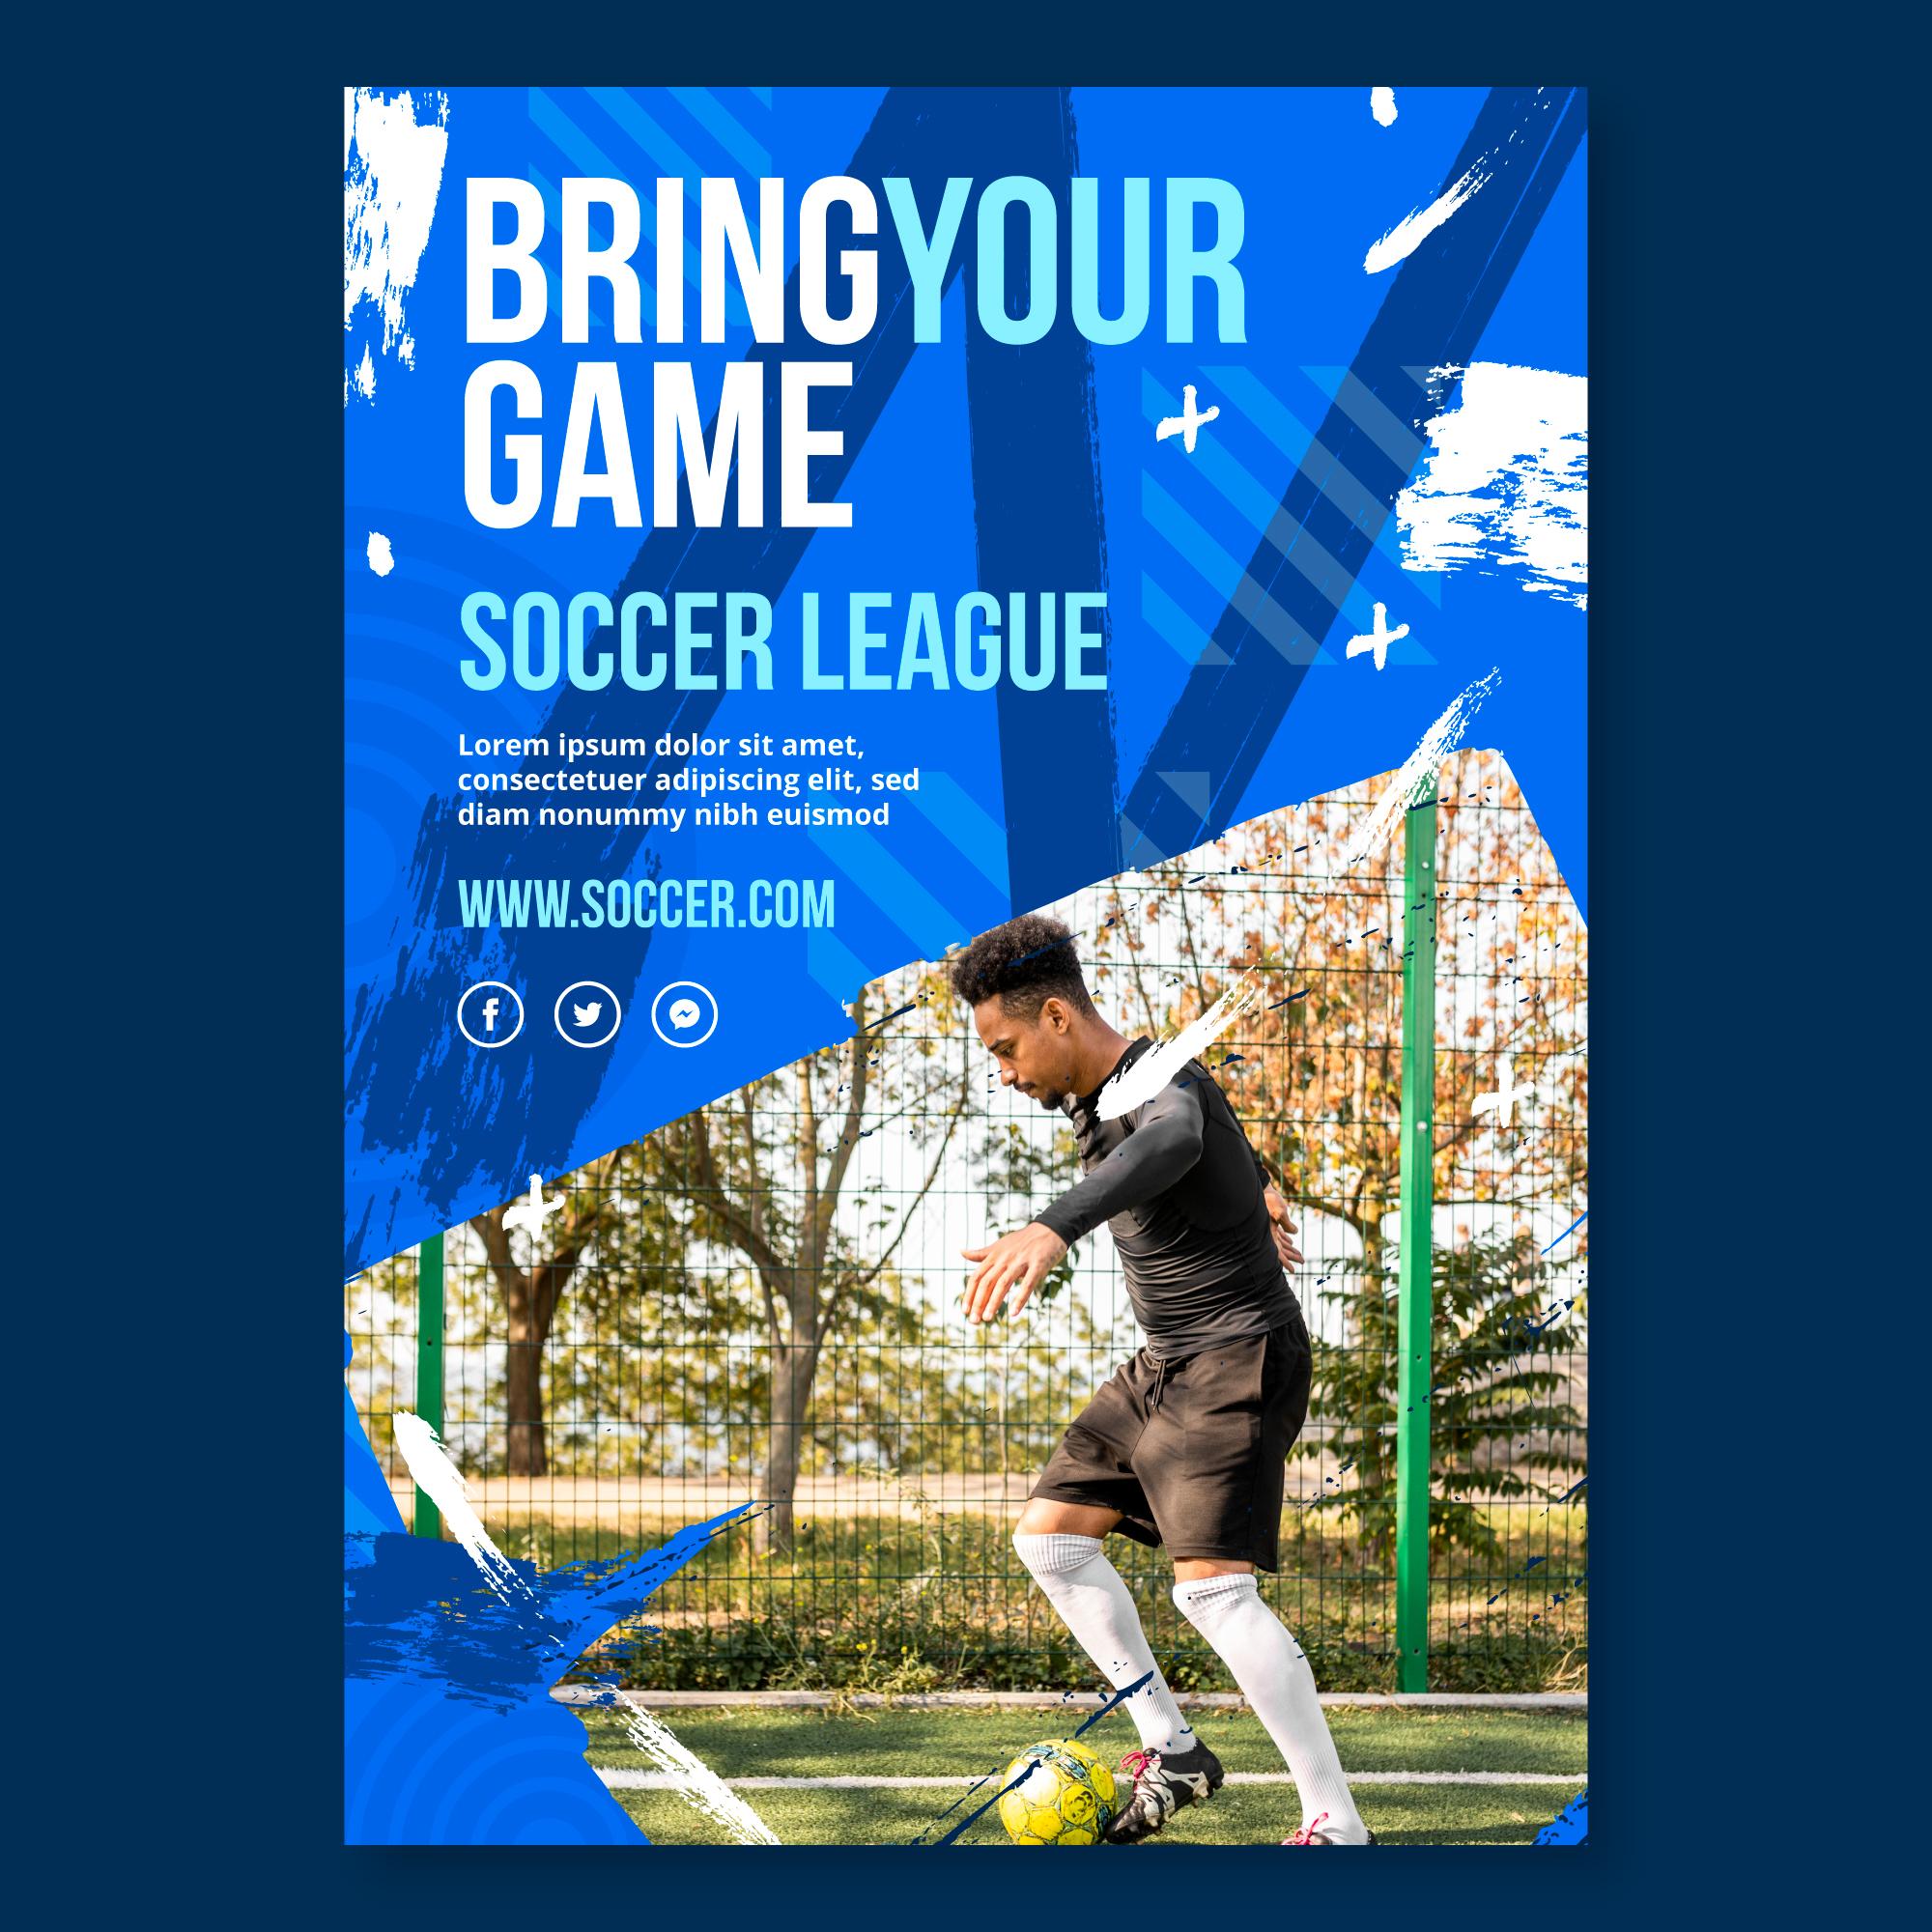 BRINGYOUR
GAME
SOCCER LEAGUE
Lorem ipsum dolor sit amet,
consectetuer adipiscing elit, sed
diam nonummy nibh euismod
WWW.SOCCER.COM